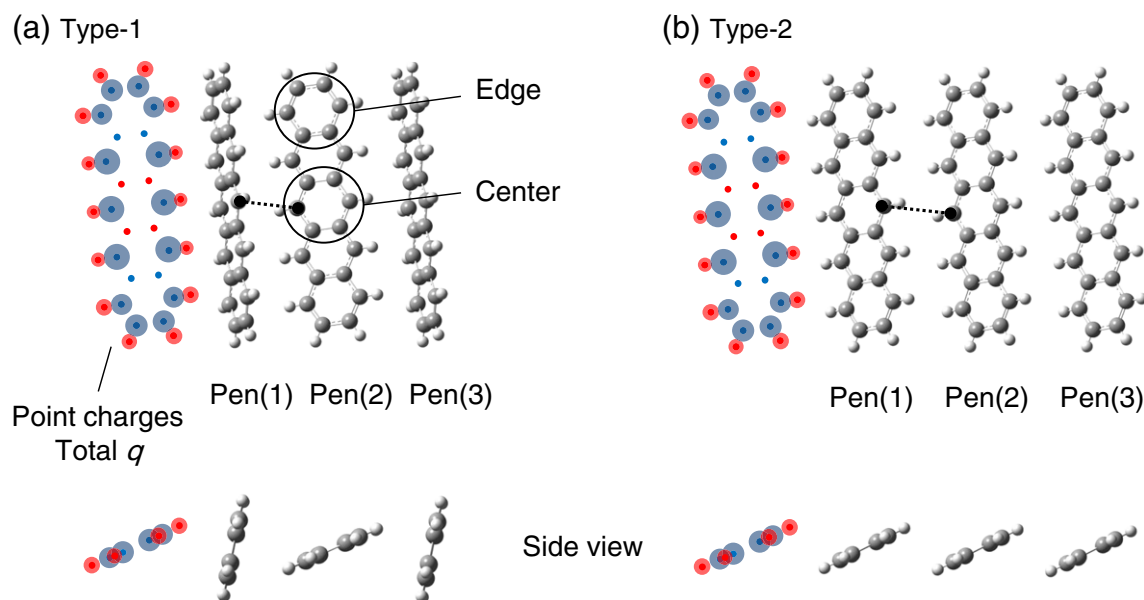 (a) Type-1
Edge
Center
Pen(1) Pen(2) Pen(3)
Point charges
Total q
(b) Type-2
Pen(1) Pen(2) Pen(3)
Side view